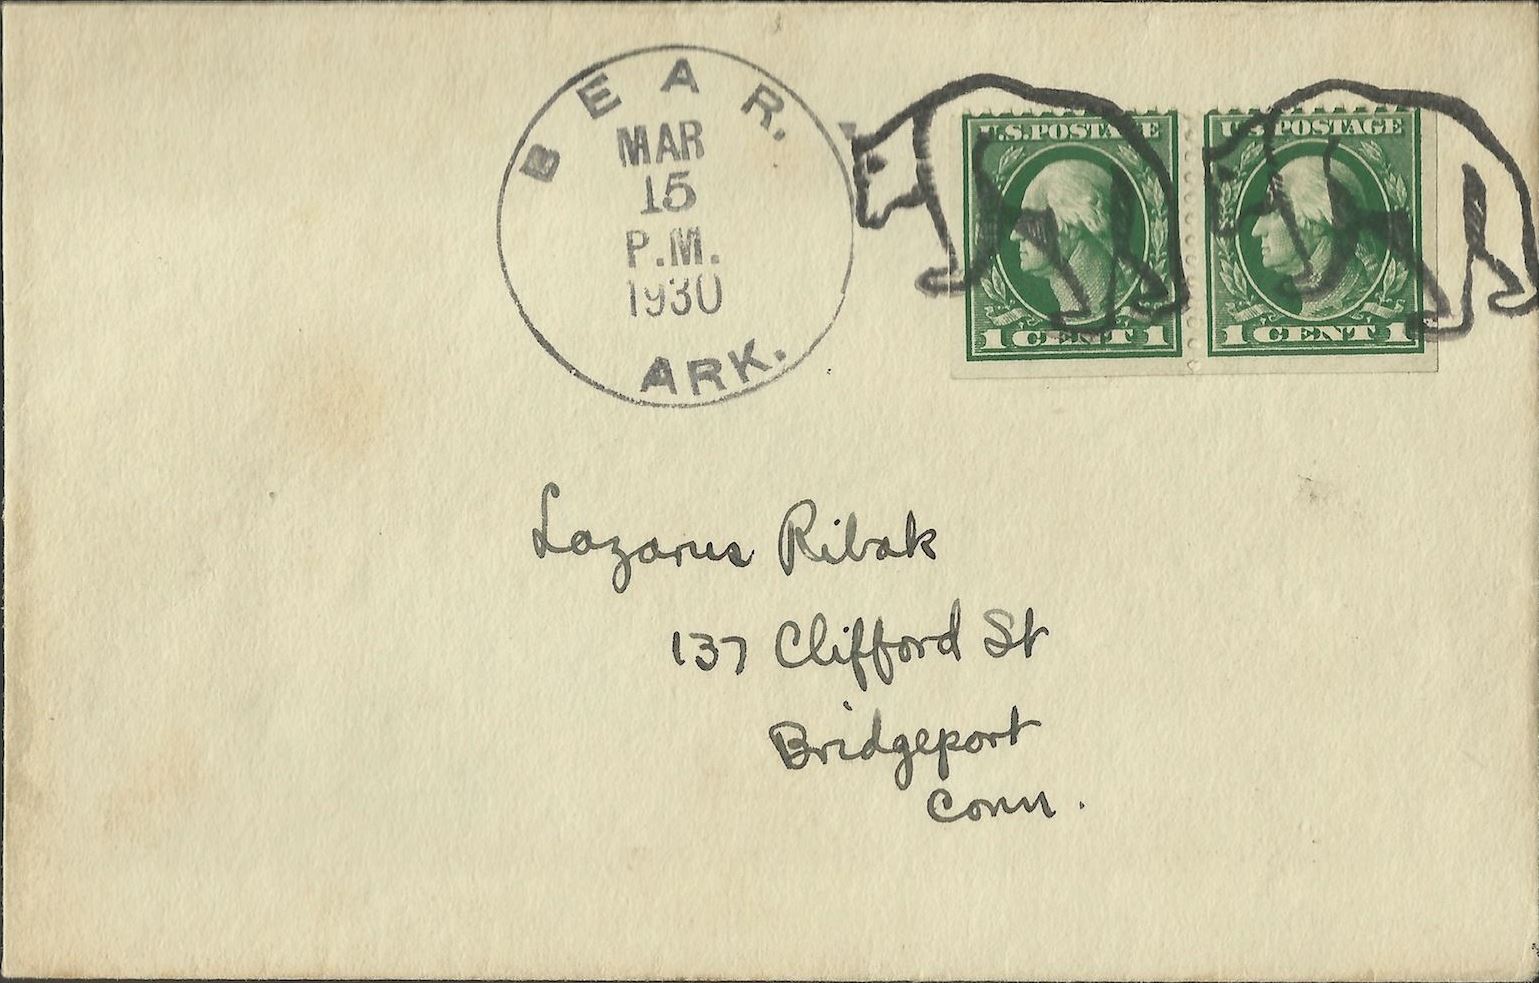 BEAR.
MAR
15
P.M.
1930
ARK.
U.S.POSTAGE
1 CENT 1
U.S.POSTAGE
1 CENT 1
Lazarus Ribak
137 Clifford St
Bridgeport
Conn.